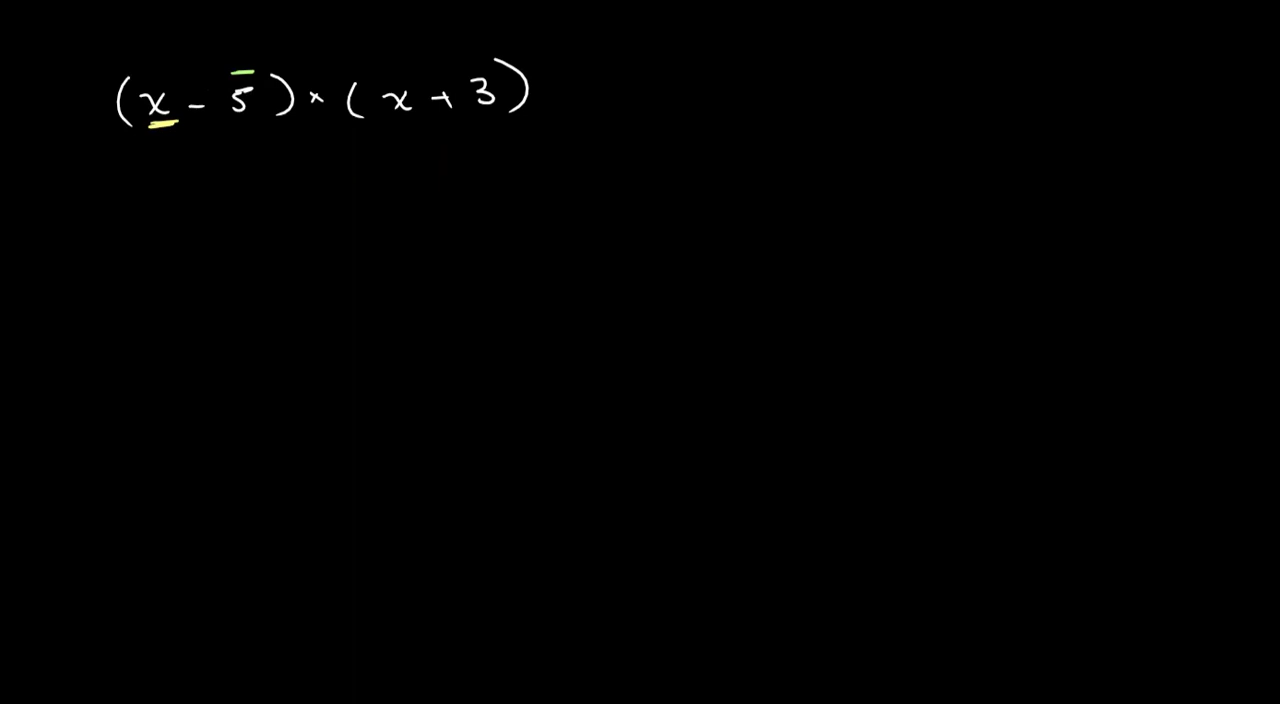 (x - 5) × (x + 3)